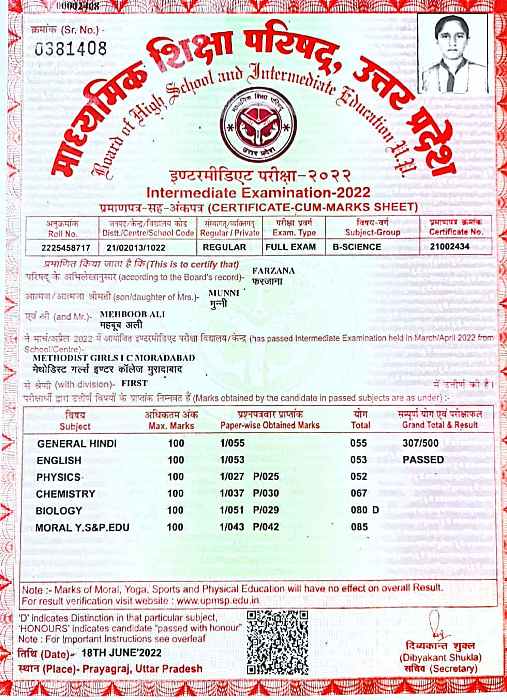 00002408
क्रमांक (Sr. No.) -
0381408
माध्यमिक शिक्षा परिषद्, उत्तर प्रदेश
Board of High School and Intermediate Education U.P.
इण्टरमीडिएट परीक्षा-२०२२
Intermediate Examination-2022
प्रमाणपत्र-सह-अंकपत्र (CERTIFICATE-CUM-MARKS SHEET)
अनुक्रमांक जनपद/केन्द्र/विद्यालय कोड संस्थागत/व्यक्तिगत परीक्षा प्रवर्ग विषय-वर्ग प्रमाणपत्र क्रमांक
Roll No. Distt./Centre/School Code Regular / Private Exam. Type Subject-Group Certificate No.
2225458717 21/02013/1022 REGULAR FULL EXAM B-SCIENCE 21002434
प्रमाणित किया जाता है कि (This is to certify that)
परिषद् के अभिलेखानुसार (according to the Board's record)- FARZANA
फरजाना
आत्मज/आत्मजा श्रीमती (son/daughter of Mrs.)- MUNNI
मुन्नी
एवं श्री (and Mr.)- MEHBOOB ALI
महबूब अली
ने मार्च/अप्रैल 2022 में आयोजित इण्टरमीडिएट परीक्षा विद्यालय/केन्द्र (has passed Intermediate Examination held in March/April 2022 from
School/Centre)-
METHODIST GIRLS I C MORADABAD
मेथोडिस्ट गर्ल्स इण्टर कॉलेज मुरादाबाद
से श्रेणी (with division)- FIRST में उत्तीर्ण की है।
परीक्षार्थी द्वारा उत्तीर्ण विषयों के प्राप्तांक निम्नवत हैं (Marks obtained by the candidate in passed subjects are as under) :-
विषय अधिकतम अंक प्रश्नपत्रवार प्राप्तांक योग सम्पूर्ण योग एवं परीक्षाफल
Subject Max. Marks Paper-wise Obtained Marks Total Grand Total & Result
GENERAL HINDI 100 1/055 055 307/500
ENGLISH 100 1/053 053 PASSED
PHYSICS 100 1/027 P/025 052
CHEMISTRY 100 1/037 P/030 067
BIOLOGY 100 1/051 P/029 080 D
MORAL Y.S&P.EDU 100 1/043 P/042 085
Note :- Marks of Moral, Yoga, Sports and Physical Education will have no effect on overall Result.
For result verification visit website : www.upmsp.edu.in
'D' Indicates Distinction in that particular subject,
'HONOURS' indicates candidate "passed with honour"
Note : For Important Instructions see overleaf
तिथि (Date)- 18TH JUNE'2022
स्थान (Place)- Prayagraj, Uttar Pradesh
दिव्यकान्त शुक्ल
(Dibyakant Shukla)
सचिव (Secretary)